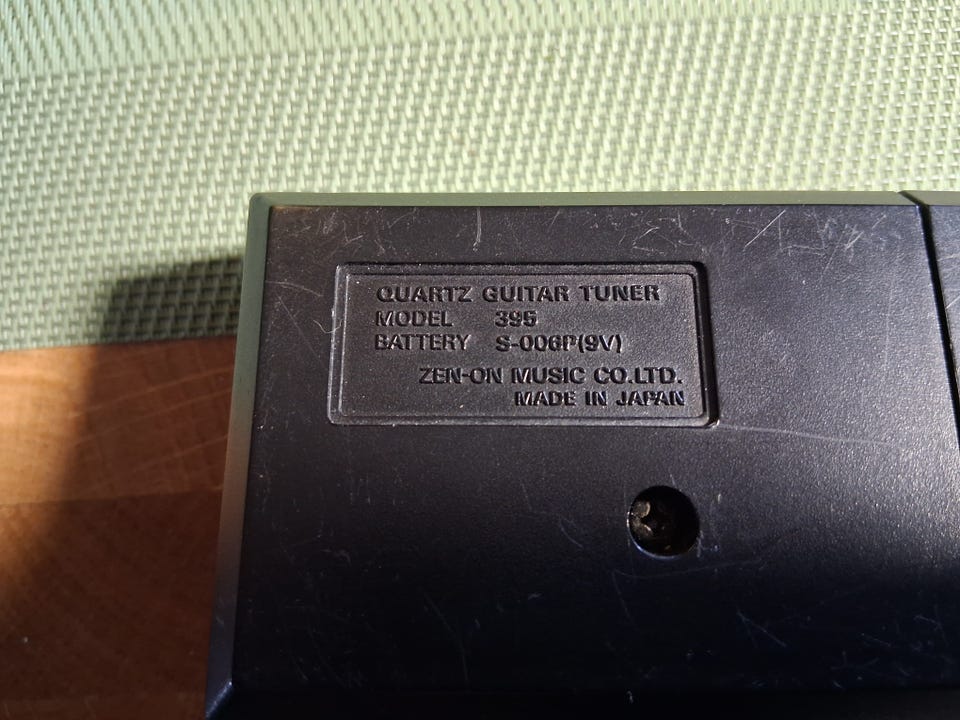 QUARTZ GUITAR TUNER
MODEL 395
BATTERY S-006P(9V)
ZEN-ON MUSIC CO.LTD.
MADE IN JAPAN